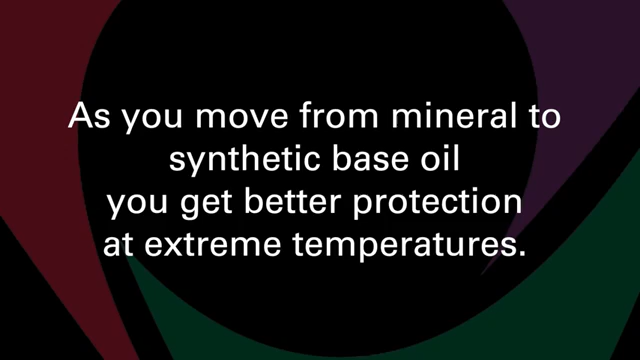 As you move from mineral to
synthetic base oil
you get better protection
at extreme temperatures.